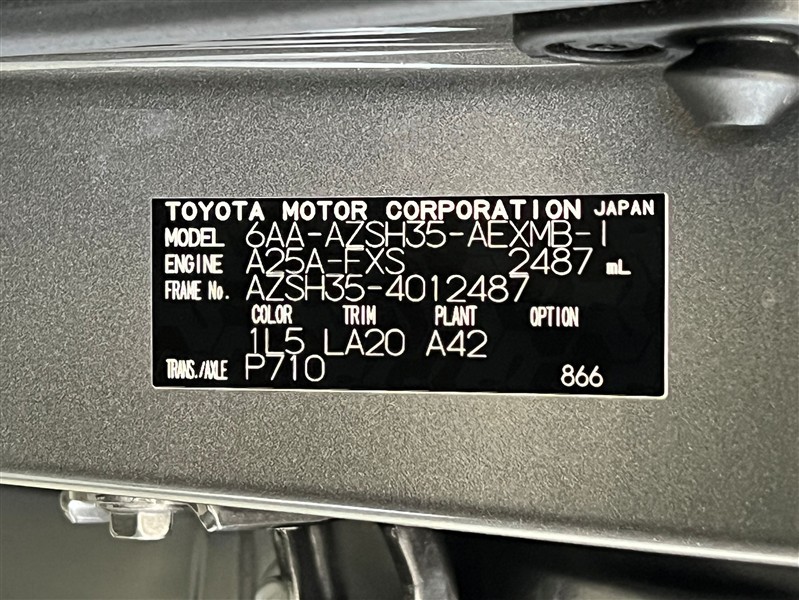 TOYOTA MOTOR CORPORATION JAPAN
MODEL 6AA-AZSH35-AEXMB-I
ENGINE A25A-FXS 2487 mL
FRAME No. AZSH35-4012487
COLOR TRIM PLANT OPTION
1L5 LA20 A42
TRANS./AXLE P710 866